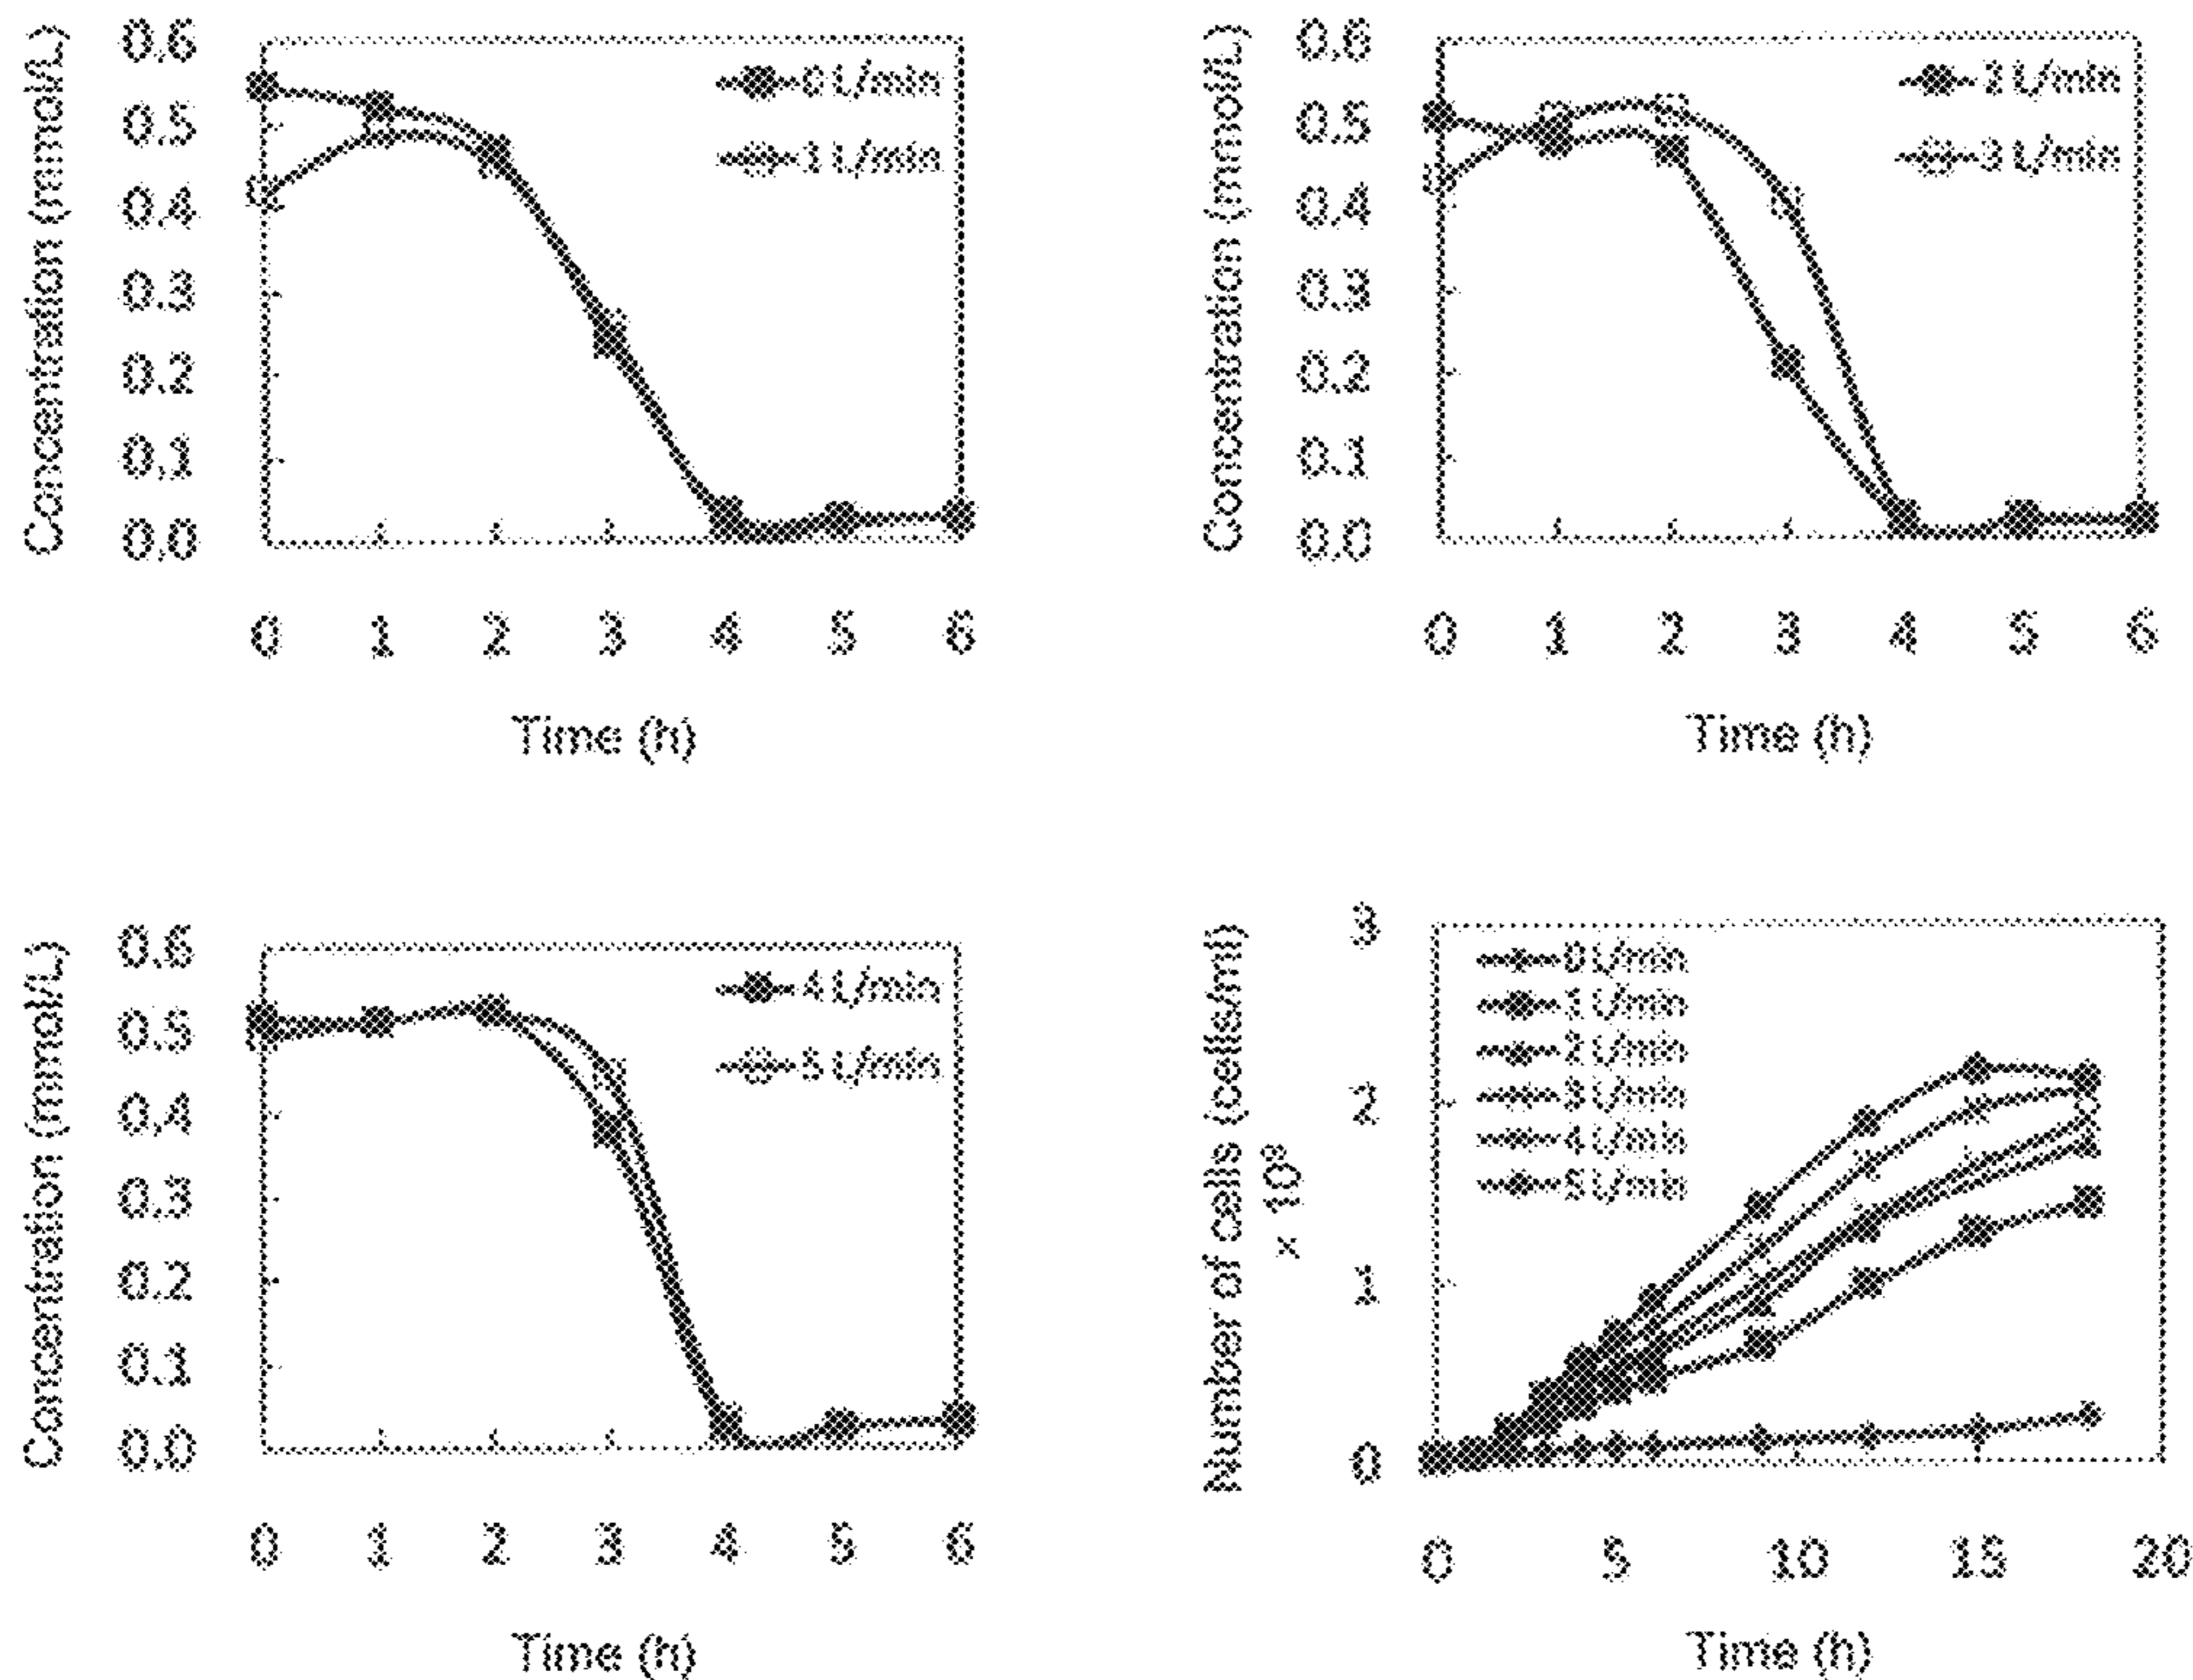 Concentration (mmol/L)
0.6
0.5
0.4
0.3
0.2
0.1
0.0
0 L/min
1 L/min
0 1 2 3 4 5 6
Time (h)
Concentration (mmol/L)
0.6
0.5
0.4
0.3
0.2
0.1
0.0
2 L/min
3 L/min
0 1 2 3 4 5 6
Time (h)
Concentration (mmol/L)
0.6
0.5
0.4
0.3
0.2
0.1
0.0
4 L/min
5 L/min
0 1 2 3 4 5 6
Time (h)
Number of cells (cells/ml)
× 10⁸
3
2
1
0
0 L/min
1 L/min
2 L/min
3 L/min
4 L/min
5 L/min
0 5 10 15 20
Time (h)